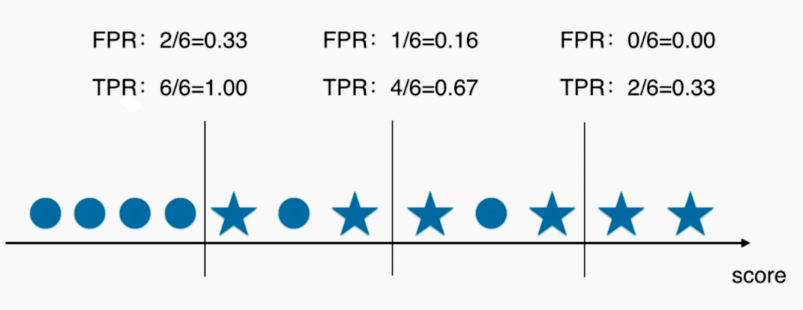 FPR: 2/6=0.33 FPR: 1/6=0.16 FPR: 0/6=0.00
TPR: 6/6=1.00 TPR: 4/6=0.67 TPR: 2/6=0.33
score